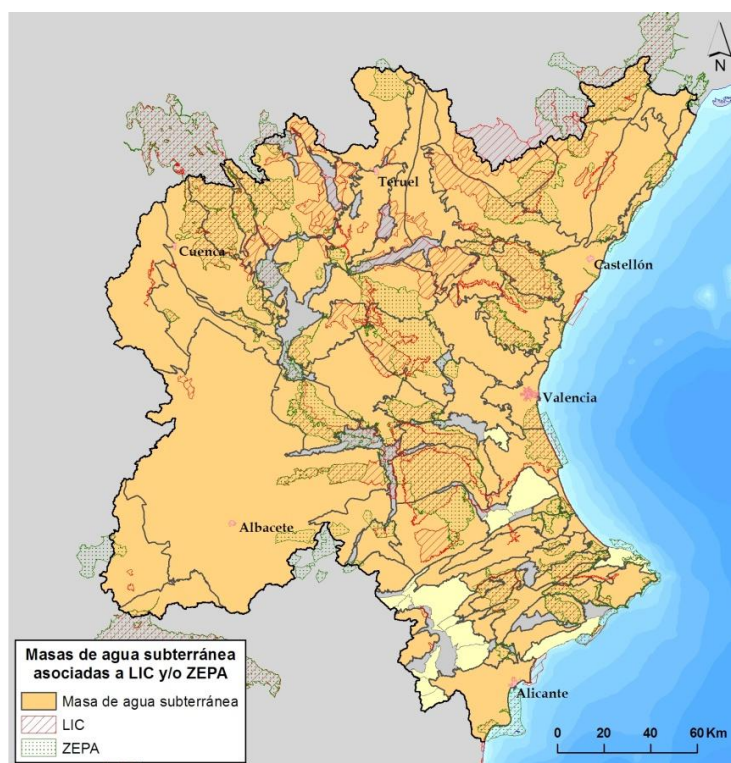 N
Teruel
Cuenca
Castellón
Valencia
Albacete
Alicante
Masas de agua subterránea
asociadas a LIC y/o ZEPA
Masa de agua subterránea
LIC
ZEPA
0 20 40 60 Km